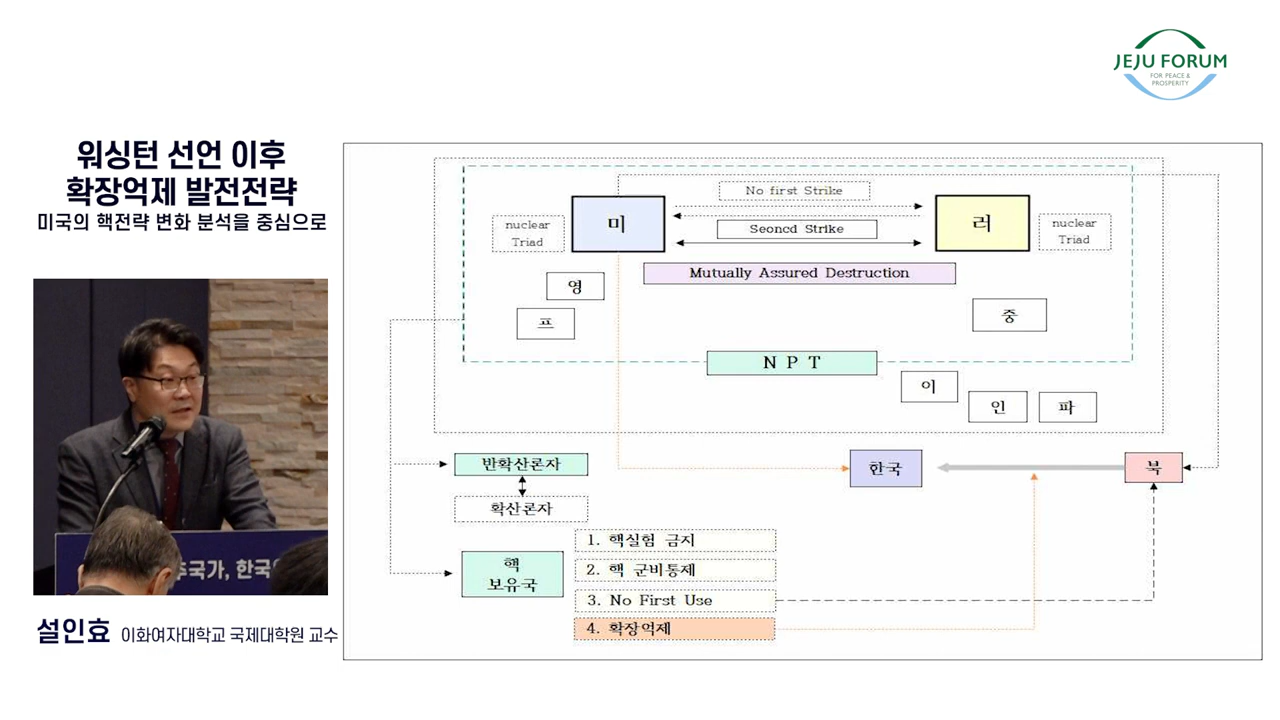 JEJU FORUM
FOR PEACE &
PROSPERITY
워싱턴 선언 이후
확장억제 발전전략
미국의 핵전략 변화 분석을 중심으로
추국가, 한국
설인효 이화여자대학교 국제대학원 교수
No first Strike
nuclear
Triad
미
러
nuclear
Triad
Seoncd Strike
Mutually Assured Destruction
영
프
중
N P T
이
인
파
반확산론자
한국
북
확산론자
핵
보유국
1. 핵실험 금지
2. 핵 군비통제
3. No First Use
4. 확장억제